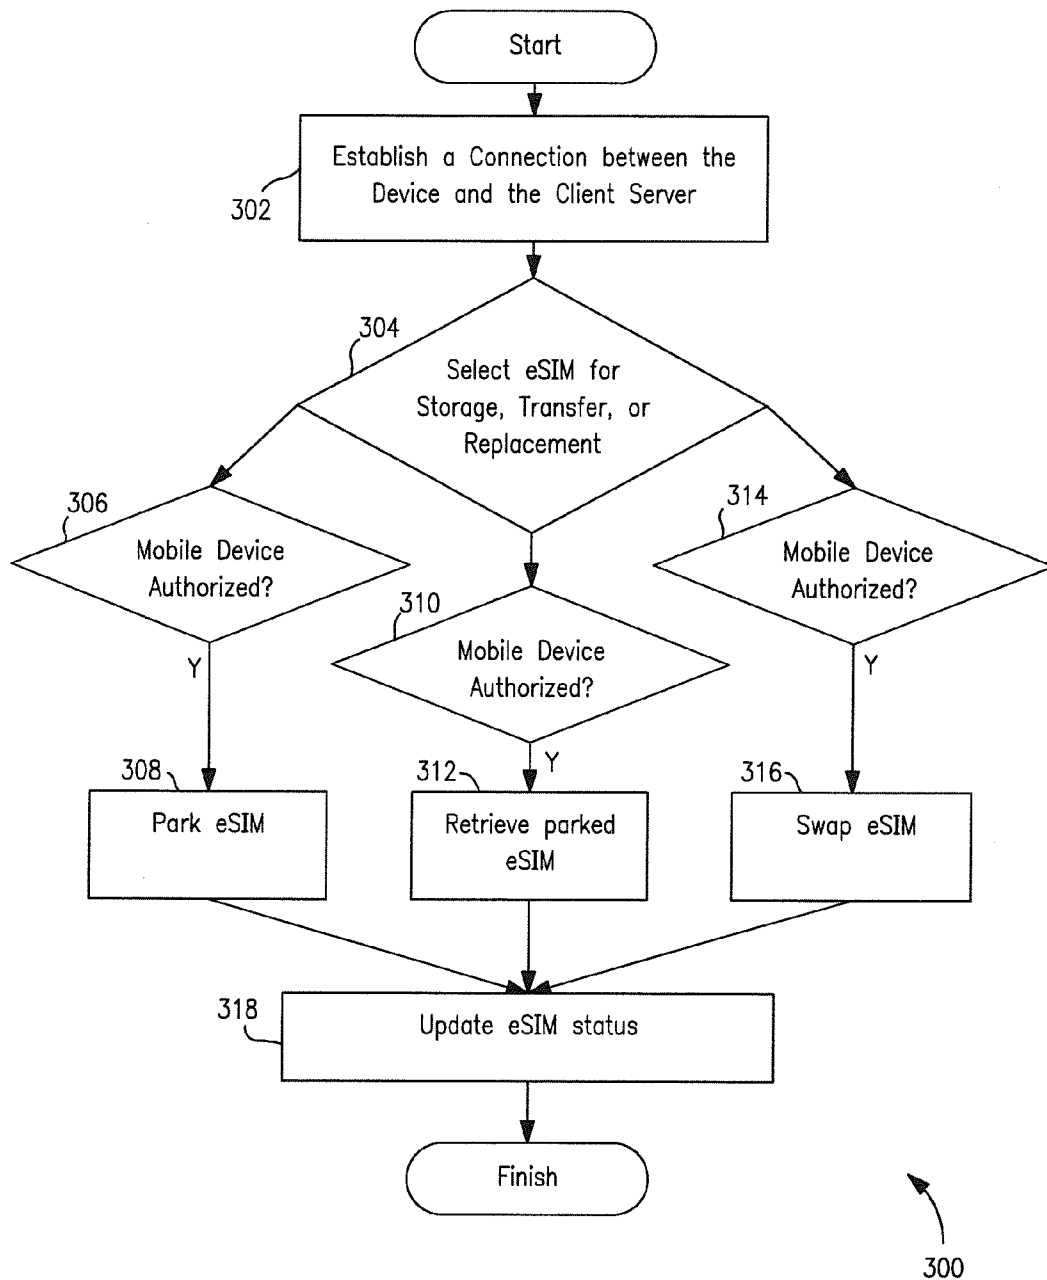 Start
Establish a Connection between the
Device and the Client Server
302
304
Select eSIM for
Storage, Transfer, or
Replacement
306
Mobile Device
Authorized?
Y
310
Mobile Device
Authorized?
Y
314
Mobile Device
Authorized?
Y
308
Park eSIM
312
Retrieve parked
eSIM
316
Swap eSIM
318
Update eSIM status
Finish
300